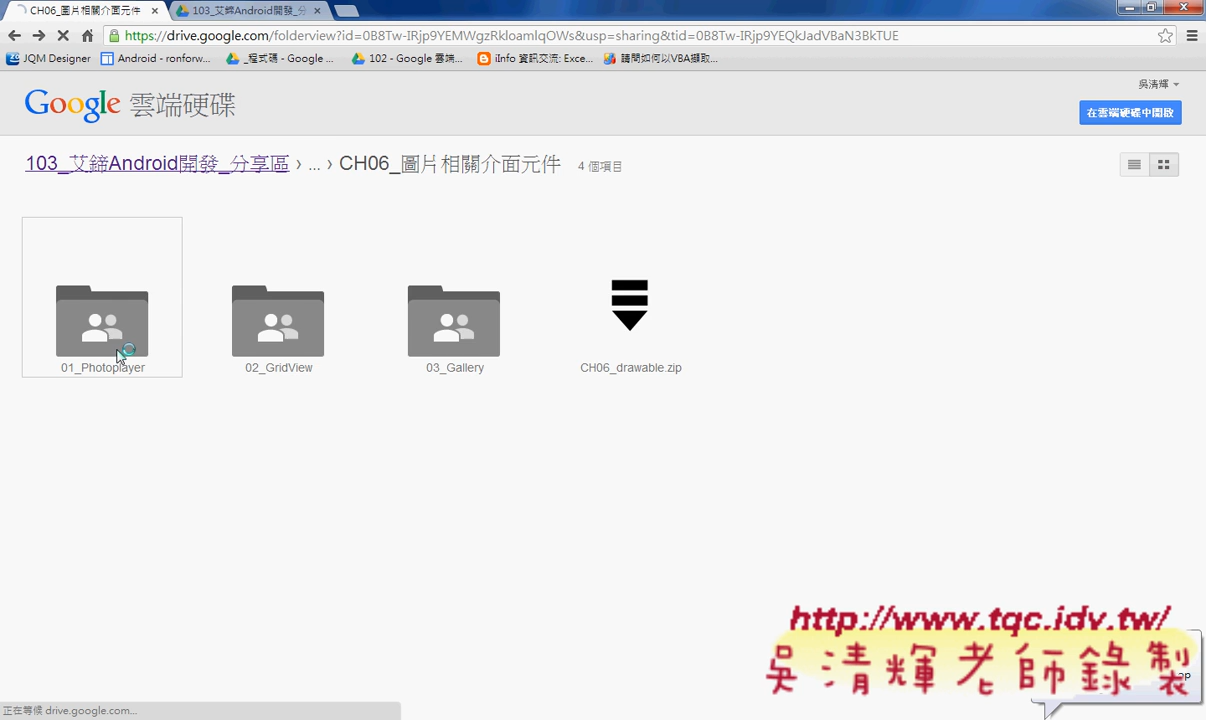 CH06_圖片相關介面元件
103_艾鍗Android開發_分
https://drive.google.com/folderview?id=0B8Tw-IRjp9YEMWgzRkloamlqOWs&usp=sharing&tid=0B8Tw-IRjp9YEQkJadVBaN3BkTUE
JQM Designer
Android - ronforw...
_程式碼 - Google ...
102 - Google 雲端...
iInfo 資訊交流: Exce...
請問如何以VBA擷取...
吳清輝
Google 雲端硬碟
在雲端硬碟中開啟
103_艾鍗Android開發_分享區 › ... › CH06_圖片相關介面元件 4 個項目
01_Photoplayer
02_GridView
03_Gallery
CH06_drawable.zip
http://www.tqc.idv.tw/
吳清輝老師錄製
正在等候 drive.google.com...